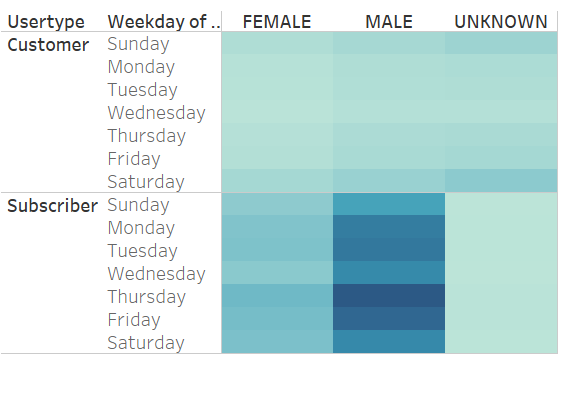 Usertype Weekday of .. FEMALE MALE UNKNOWN
Customer Sunday
Monday
Tuesday
Wednesday
Thursday
Friday
Saturday
Subscriber Sunday
Monday
Tuesday
Wednesday
Thursday
Friday
Saturday